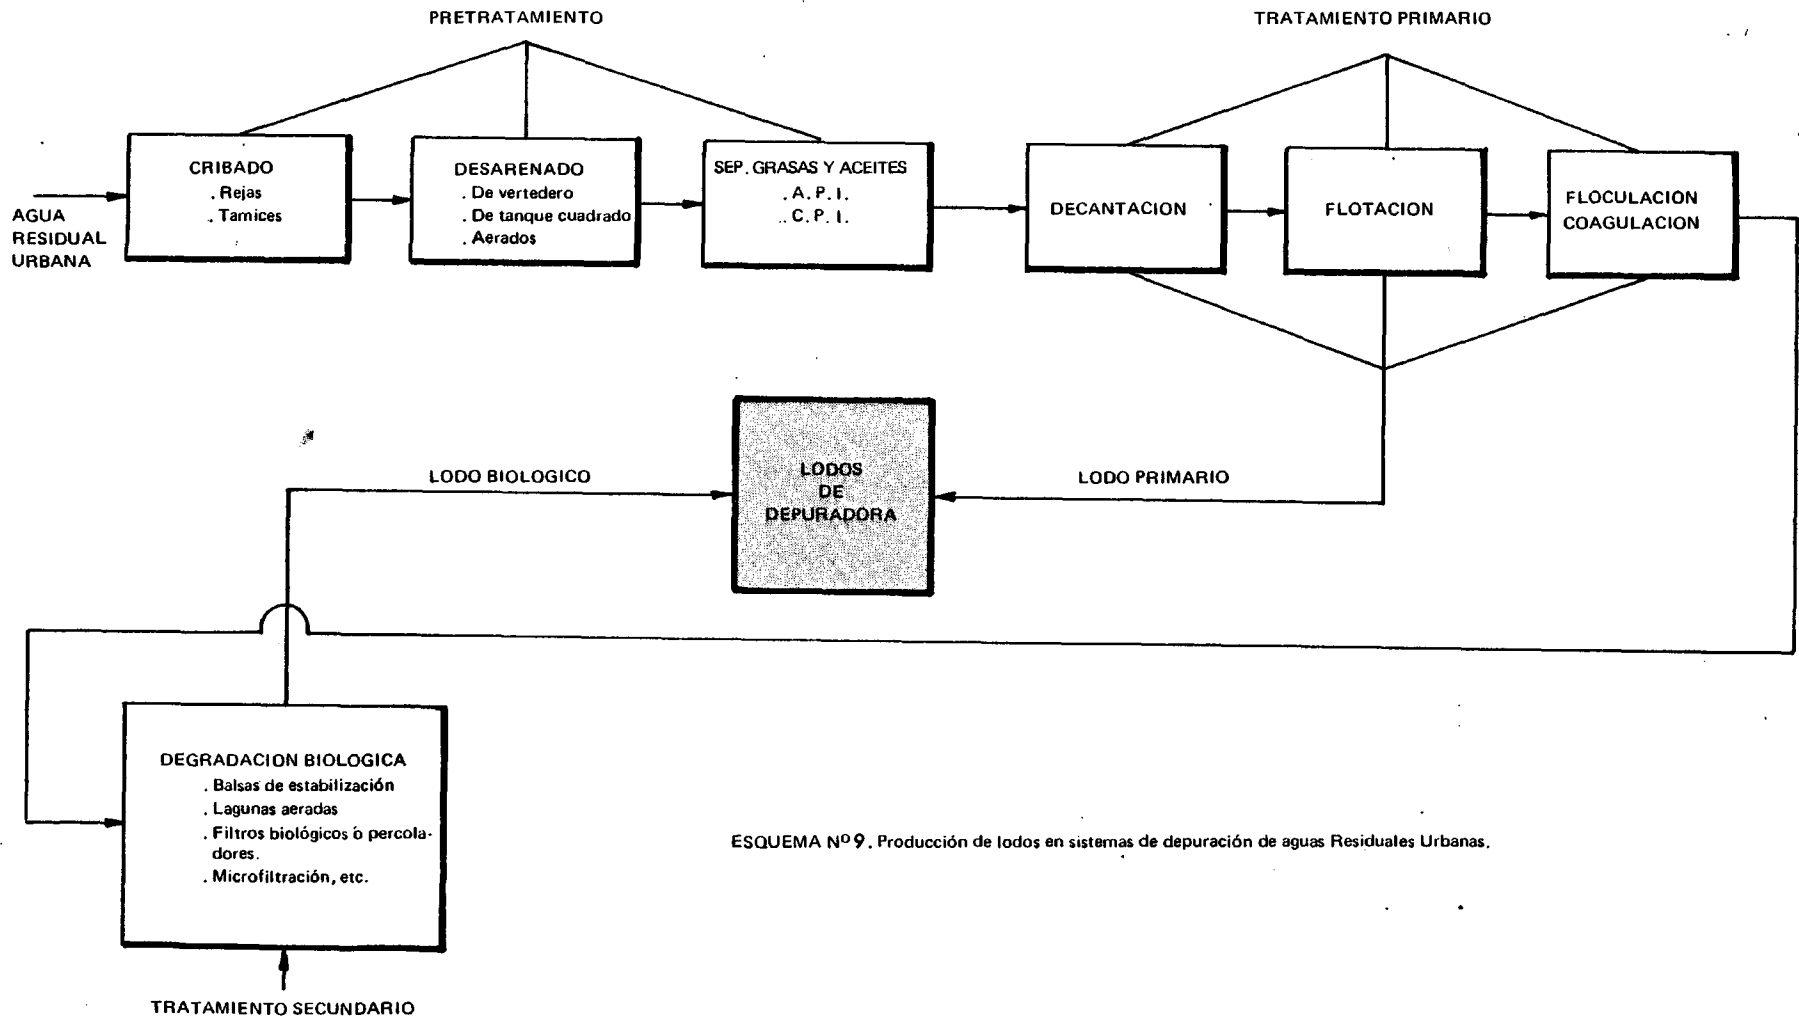 PRETRATAMIENTO
TRATAMIENTO PRIMARIO
AGUA
RESIDUAL
URBANA
CRIBADO
. Rejas
. Tamices
DESARENADO
. De vertedero
. De tanque cuadrado
. Aerados
SEP. GRASAS Y ACEITES
. A. P. I.
. C. P. I.
DECANTACION
FLOTACION
FLOCULACION
COAGULACION
LODO BIOLOGICO
LODOS
DE
DEPURADORA
LODO PRIMARIO
DEGRADACION BIOLOGICA
. Balsas de estabilización
. Lagunas aeradas
. Filtros biológicos ò percola-
dores.
. Microfiltración, etc.
TRATAMIENTO SECUNDARIO
ESQUEMA Nº 9. Producción de lodos en sistemas de depuración de aguas Residuales Urbanas.